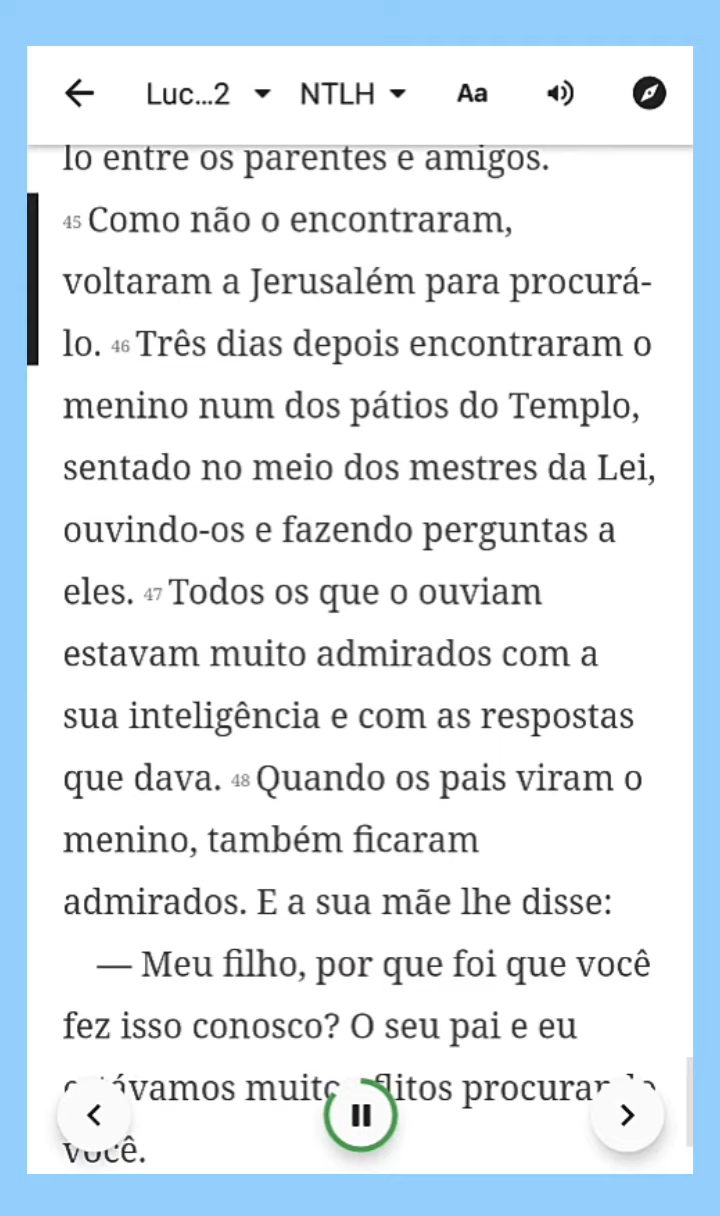 Luc...2 NTLH Aa
lo entre os parentes e amigos.
45 Como não o encontraram,
voltaram a Jerusalém para procurá-
lo. 46 Três dias depois encontraram o
menino num dos pátios do Templo,
sentado no meio dos mestres da Lei,
ouvindo-os e fazendo perguntas a
eles. 47 Todos os que o ouviam
estavam muito admirados com a
sua inteligência e com as respostas
que dava. 48 Quando os pais viram o
menino, também ficaram
admirados. E a sua mãe lhe disse:
— Meu filho, por que foi que você
fez isso conosco? O seu pai e eu
estávamos muito aflitos procurando
você.